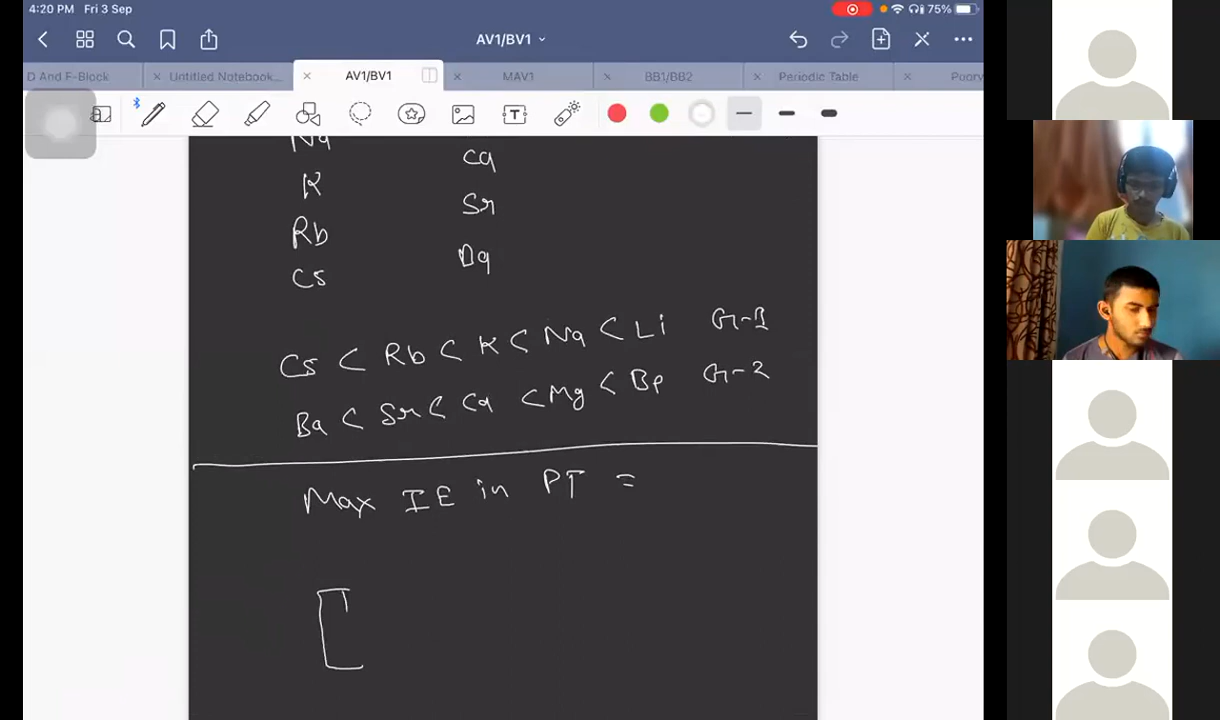 4:20 PM Fri 3 Sep
75%
AV1/BV1
D And F-Block
Untitled Notebook...
AV1/BV1
MAV1
BB1/BB2
Periodic Table
Poorv
T
Na Ca
K Sr
Rb Ba
Cs
Cs < Rb < K < Na < Li G-1
Ba < Sr < Ca < Mg < Be G-2
Max IE in PT =